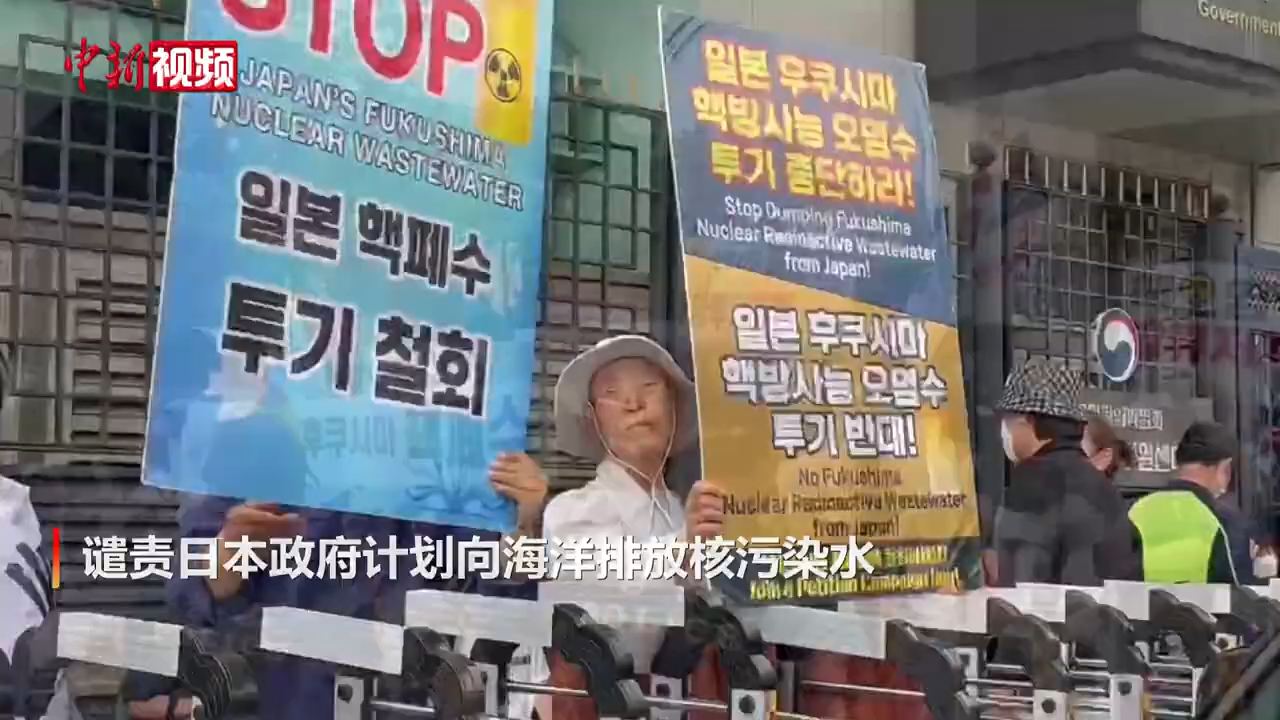 中新视频
STOP
JAPAN'S FUKUSHIMA
NUCLEAR WASTEWATER
일본 핵폐수
투기 철회
일본 후쿠시마
핵방사능 오염수
투기 중단하라!
Stop Dumping Fukushima
Nuclear Radioactive Wastewater
from Japan!
일본 후쿠시마
핵방사능 오염수
투기 반대!
No Fukushima
Nuclear Radioactive Wastewater
from Japan!
Government
谴责日本政府计划向海洋排放核污染水